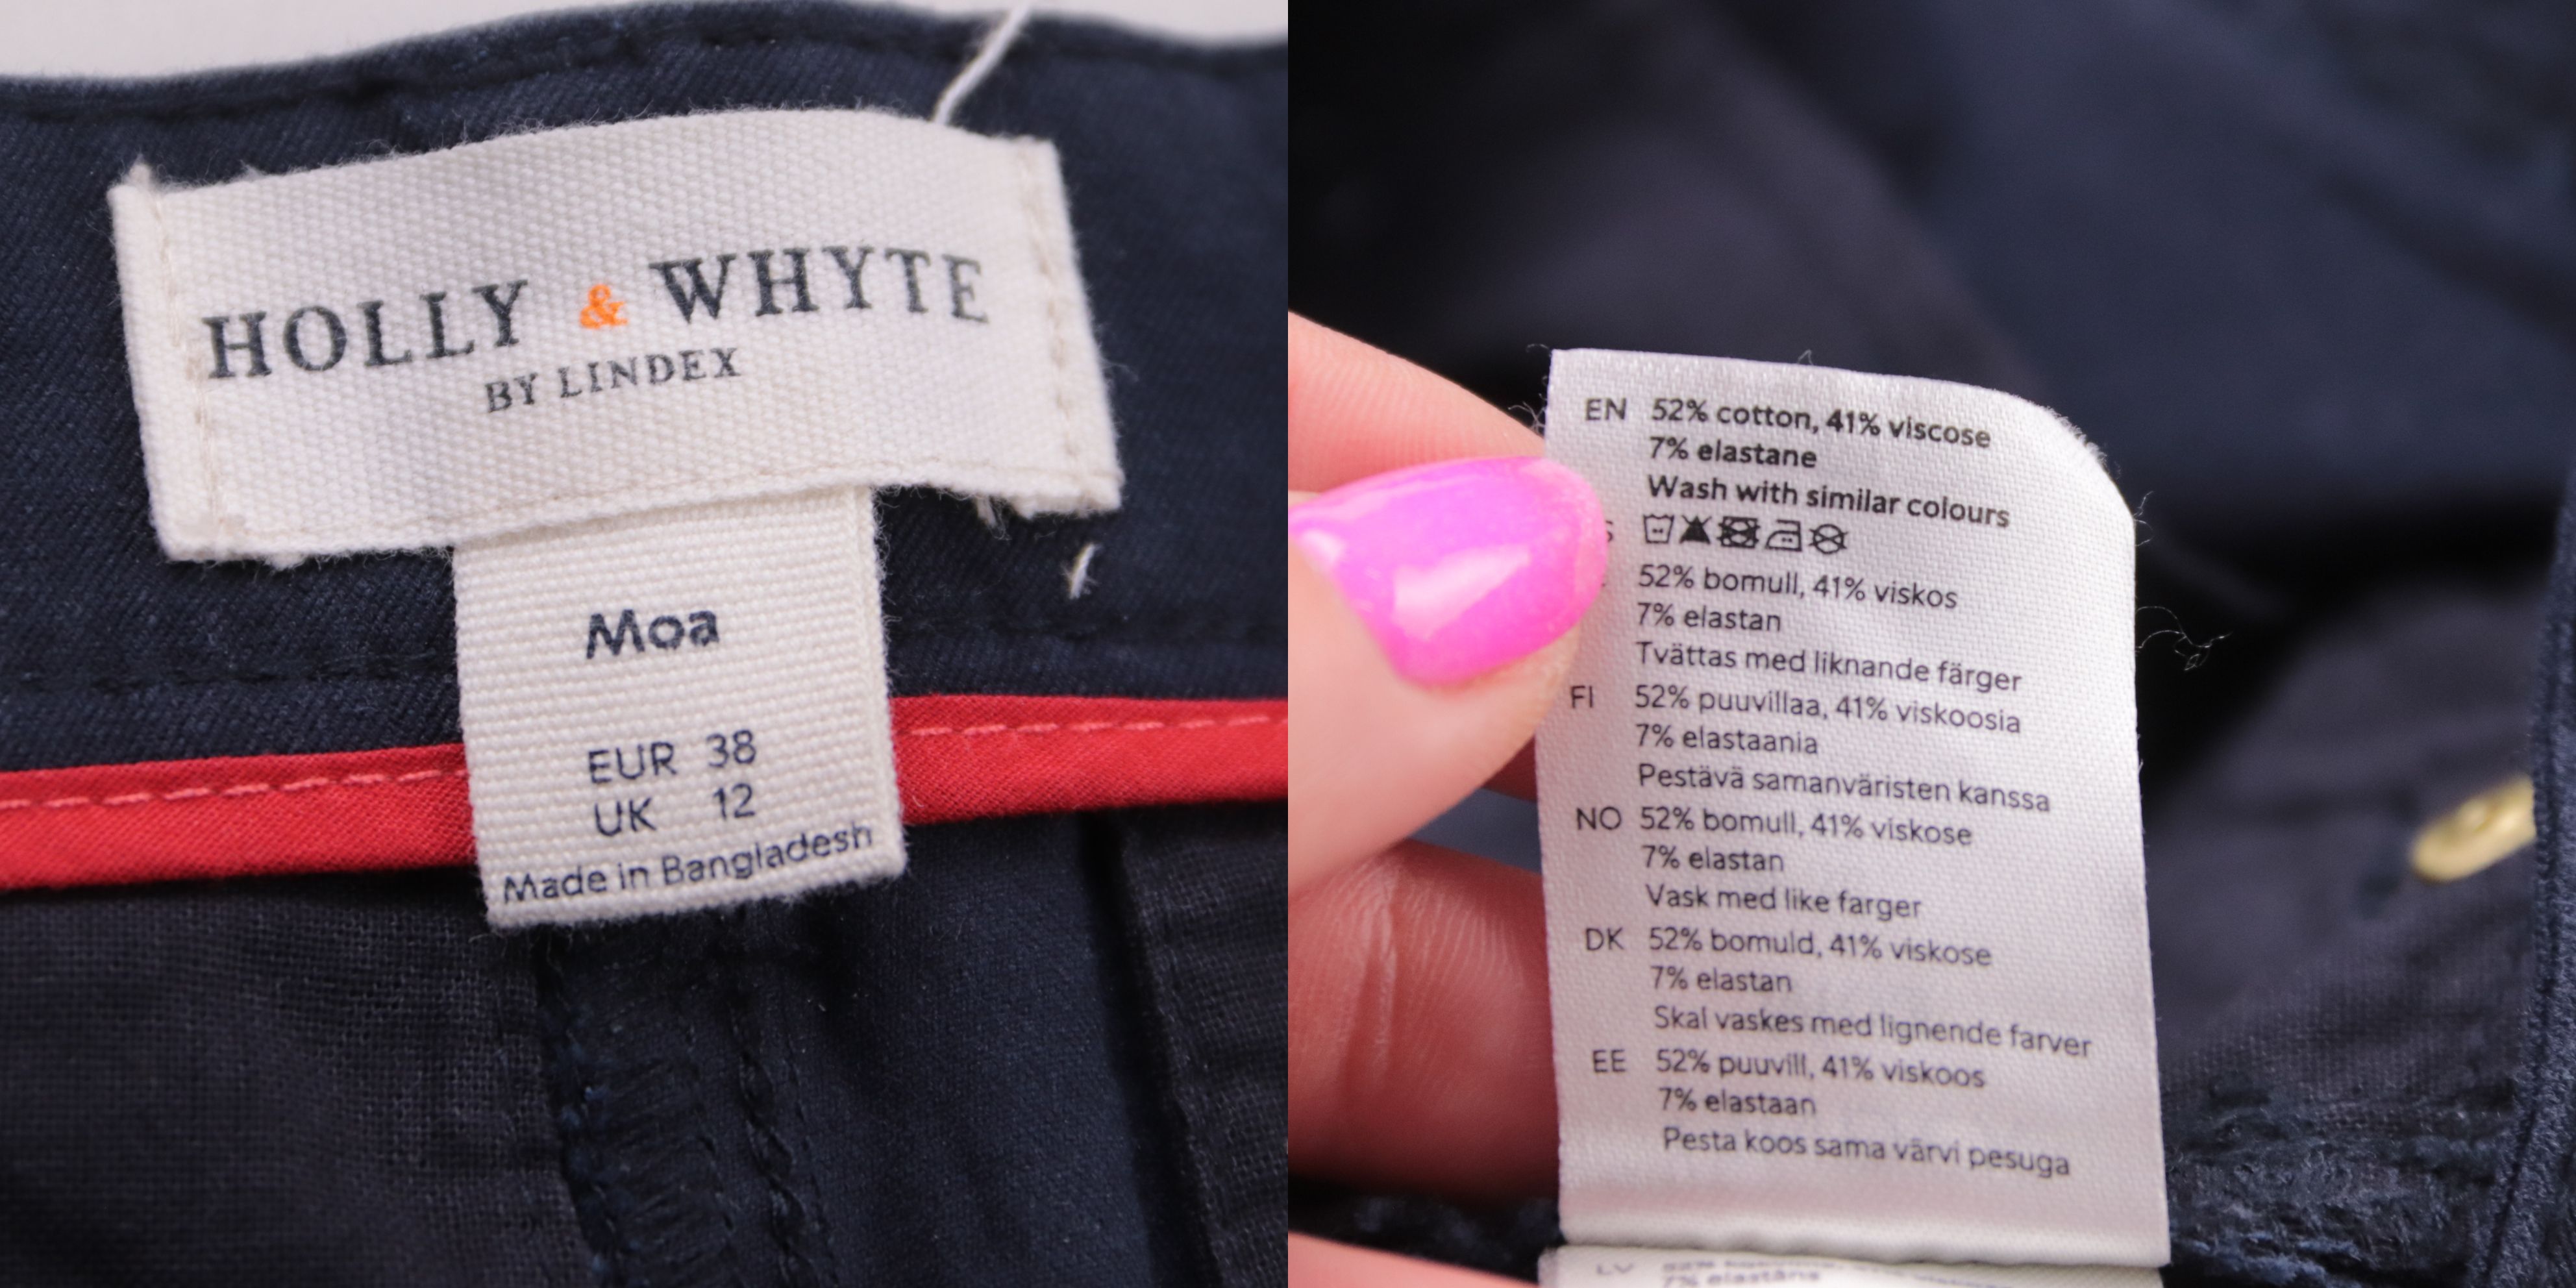 HOLLY & WHYTE
BY LINDEX
Moa
EUR 38
UK 12
Made in Bangladesh
EN 52% cotton, 41% viscose
7% elastane
Wash with similar colours
52% bomull, 41% viskos
7% elastan
Tvättas med liknande färger
FI 52% puuvillaa, 41% viskoosia
7% elastaania
Pestävä samanväristen kanssa
NO 52% bomull, 41% viskose
7% elastan
Vask med like farger
DK 52% bomuld, 41% viskose
7% elastan
Skal vaskes med lignende farver
EE 52% puuvill, 41% viskoos
7% elastaan
Pesta koos sama värvi pesuga
LV
7% elastāns